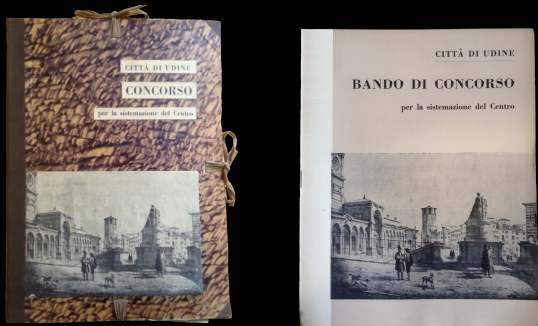 CITTÀ DI UDINE
CONCORSO
per la sistemazione del Centro
CITTÀ DI UDINE
BANDO DI CONCORSO
per la sistemazione del Centro